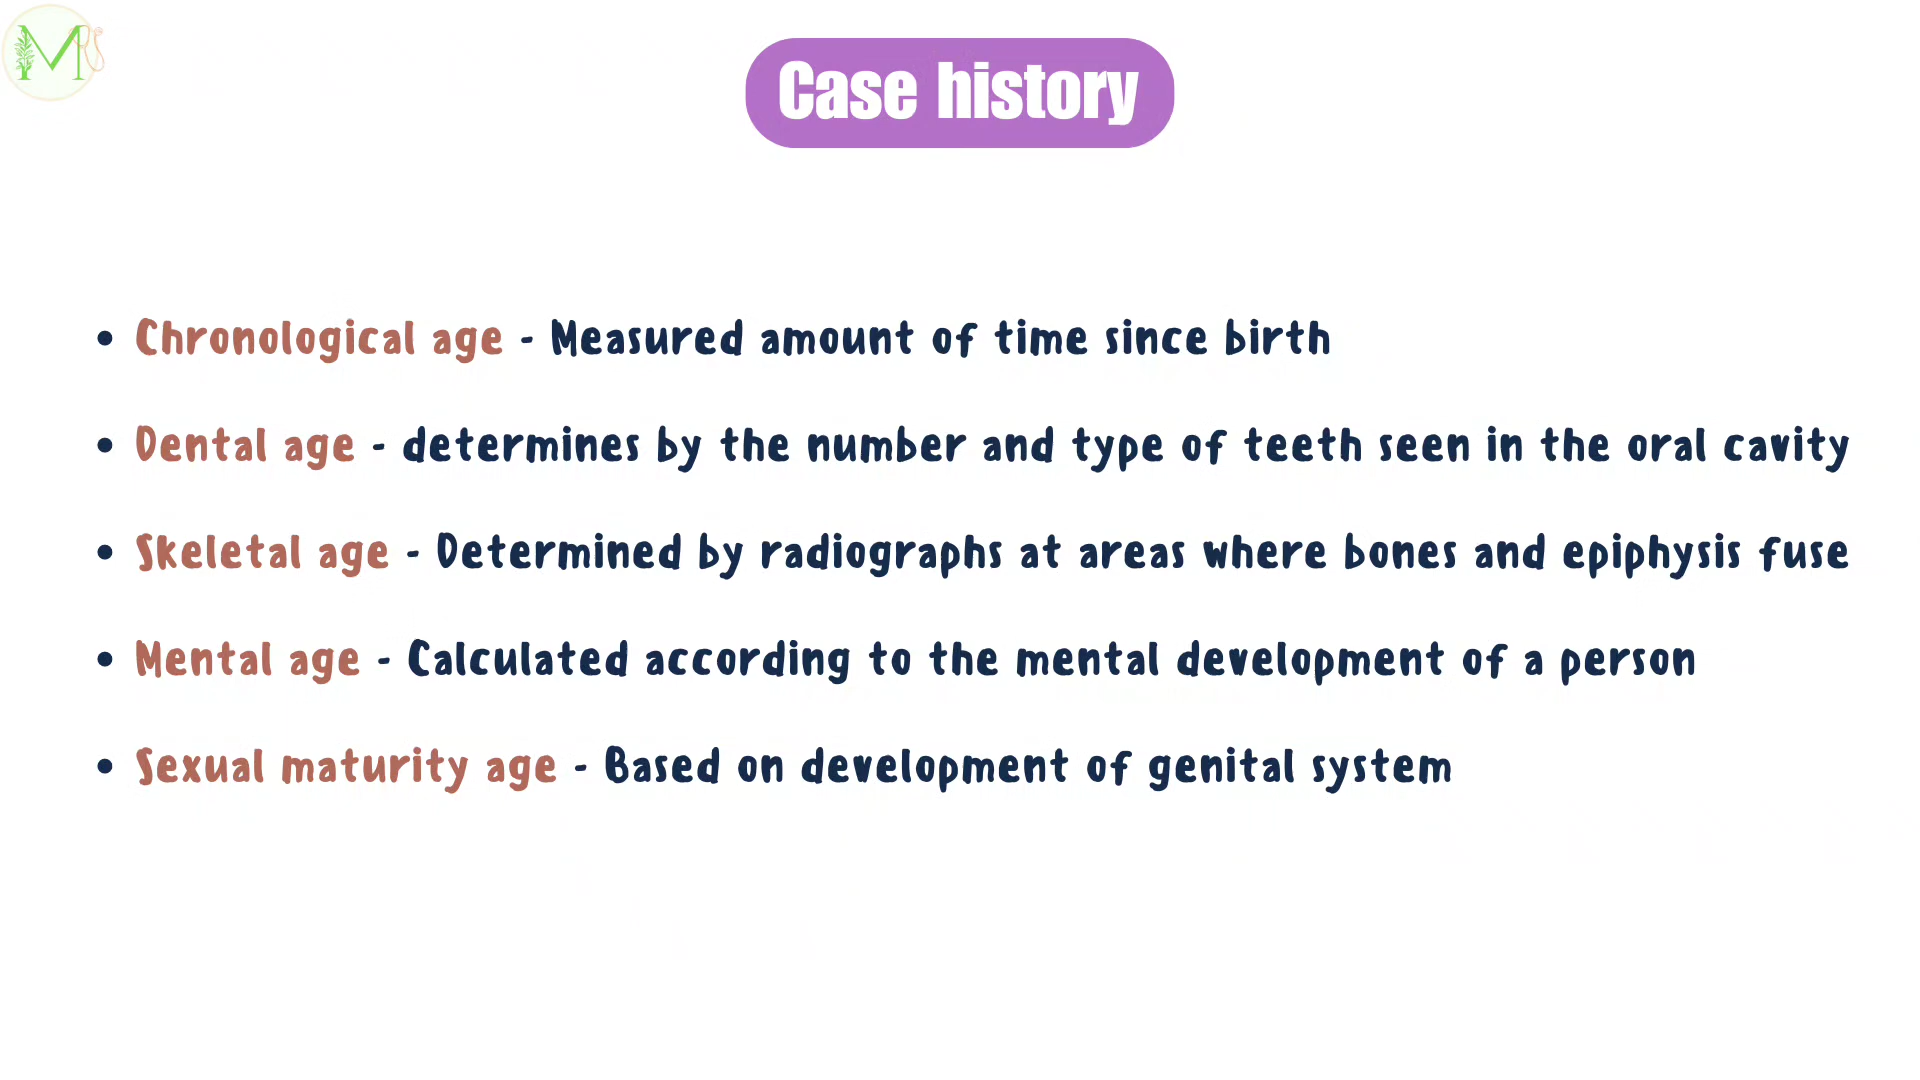 M
Case history
• Chronological age - Measured amount of time since birth
• Dental age - determines by the number and type of teeth seen in the oral cavity
• Skeletal age - Determined by radiographs at areas where bones and epiphysis fuse
• Mental age - Calculated according to the mental development of a person
• Sexual maturity age - Based on development of genital system